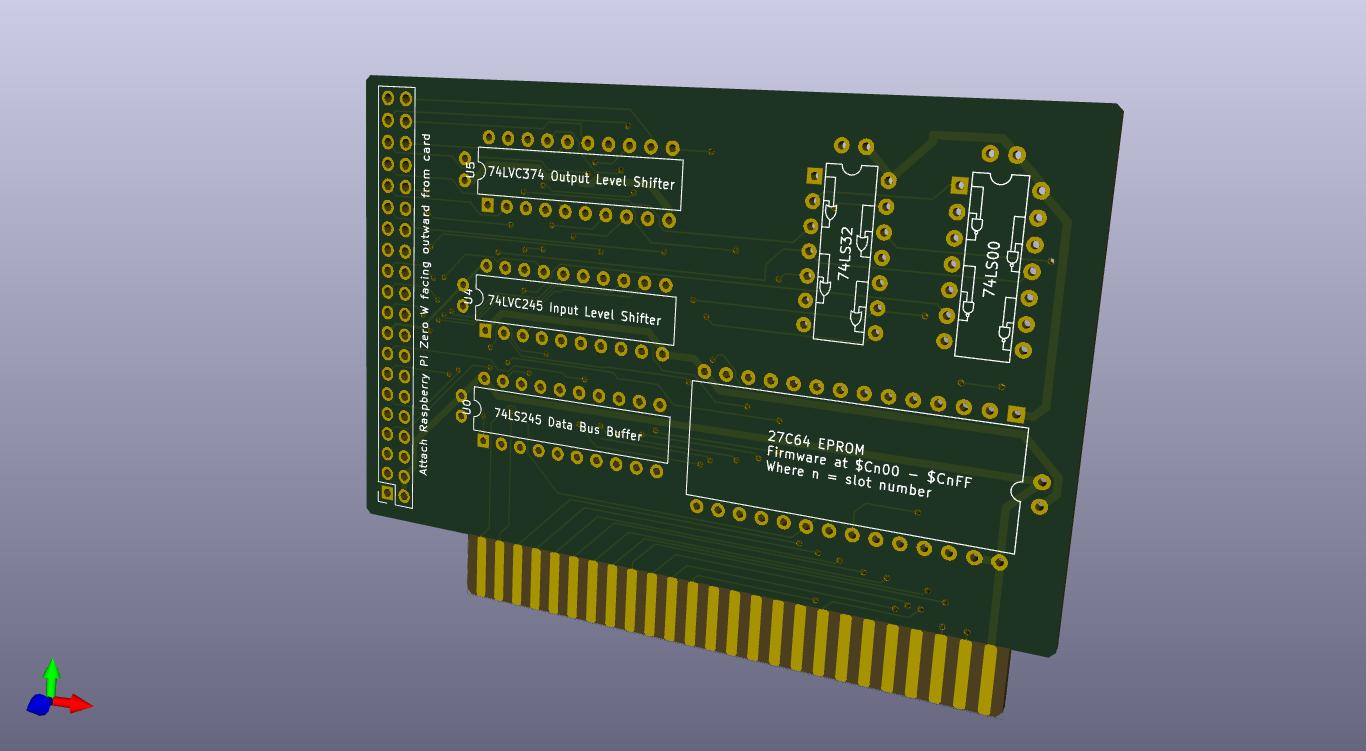 Attach Raspberry PI Zero W facing outward from card
U5
74LVC374 Output Level Shifter
U4
74LVC245 Input Level Shifter
U0
74LS245 Data Bus Buffer
74LS32
74LS00
27C64 EPROM
Firmware at $Cn00 – $CnFF
Where n = slot number